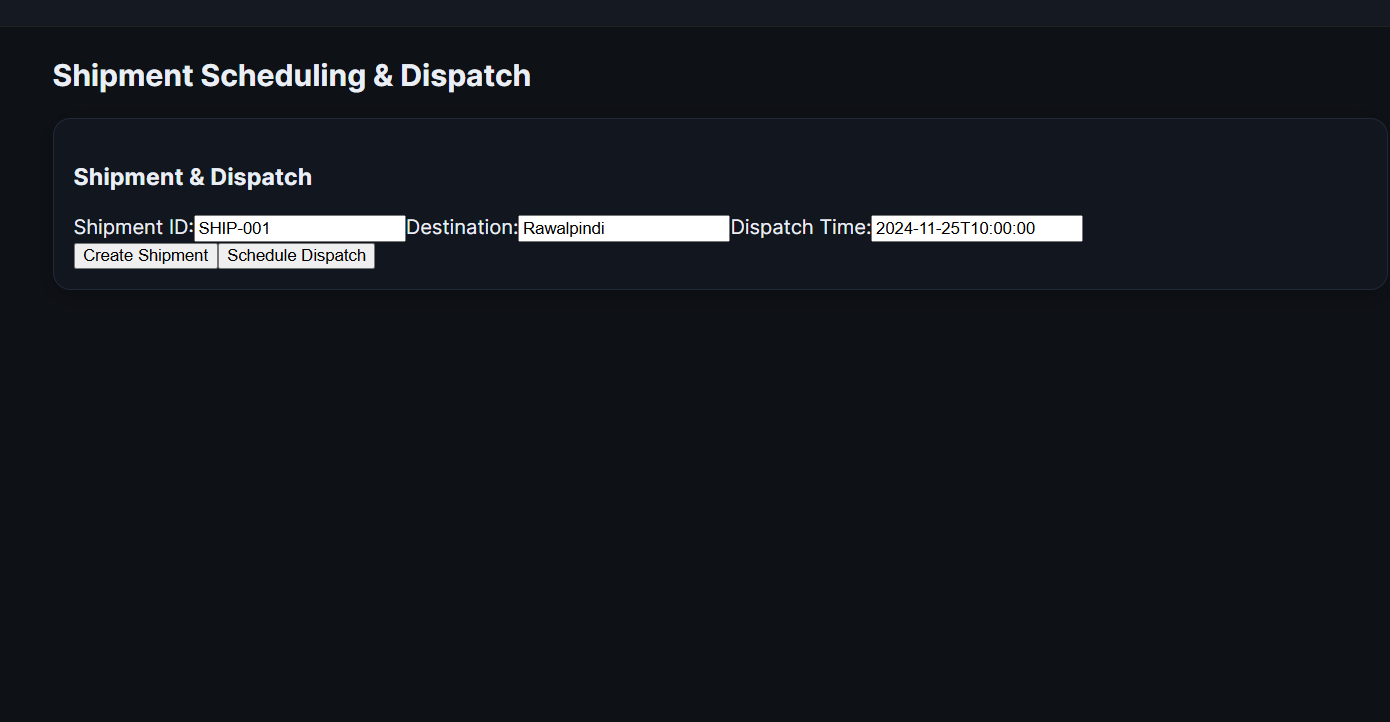 Shipment Scheduling & Dispatch
Shipment & Dispatch
Shipment ID: SHIP-001 Destination: Rawalpindi Dispatch Time: 2024-11-25T10:00:00
Create Shipment Schedule Dispatch